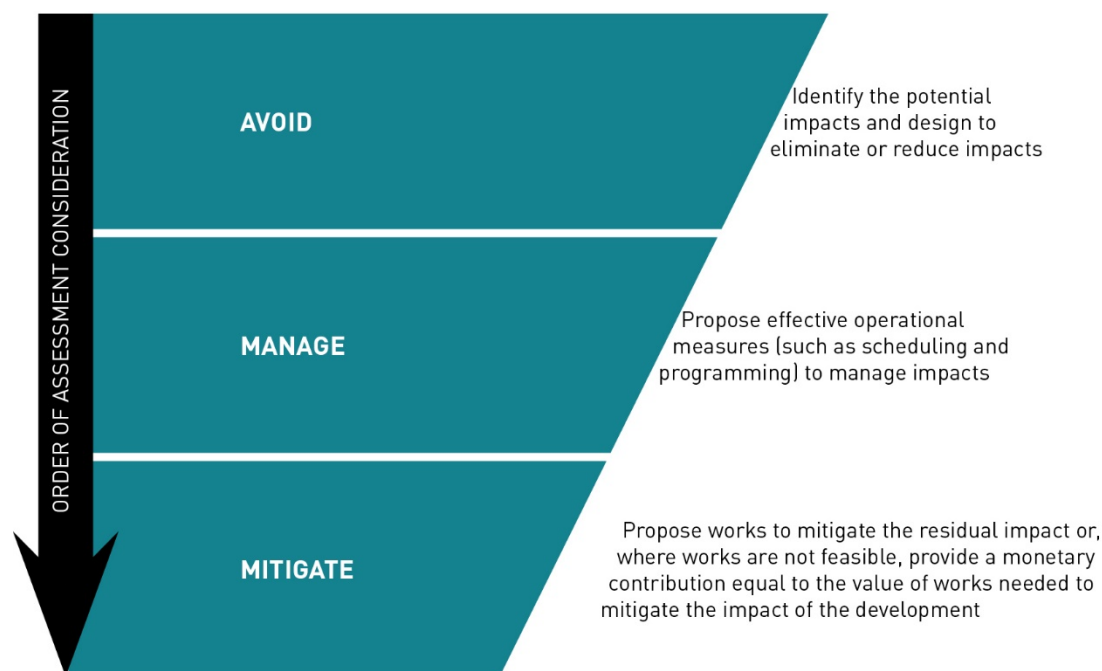 ORDER OF ASSESSMENT CONSIDERATION
AVOID
Identify the potential
impacts and design to
eliminate or reduce impacts
MANAGE
Propose effective operational
measures (such as scheduling and
programming) to manage impacts
MITIGATE
Propose works to mitigate the residual impact or,
where works are not feasible, provide a monetary
contribution equal to the value of works needed to
mitigate the impact of the development